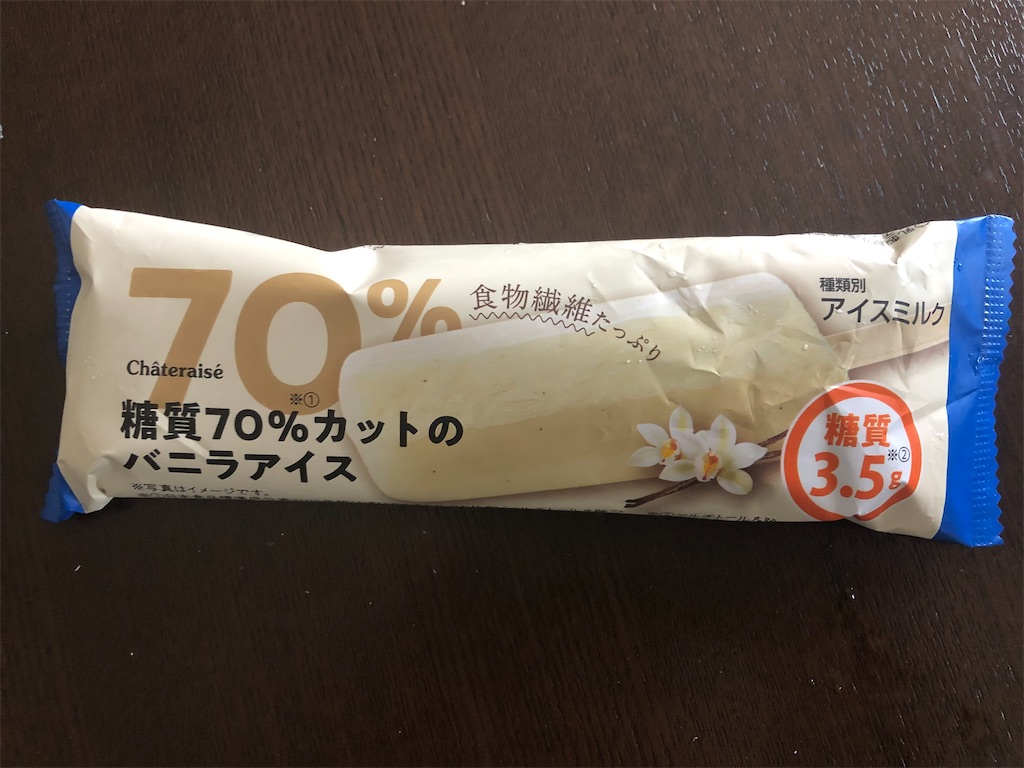 70%
食物繊維たっぷり
種類別
アイスミルク
Châteraisé
※①
糖質70%カットの
バニラアイス
※写真はイメージです。
糖質
3.5g※②